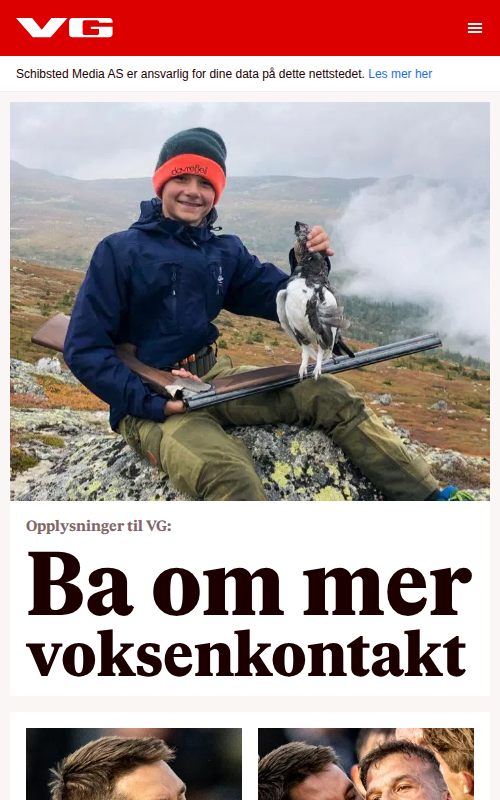 VG
Schibsted Media AS er ansvarlig for dine data på dette nettstedet. Les mer her
dovrefjell
Opplysninger til VG:
Ba om mer
voksenkontakt